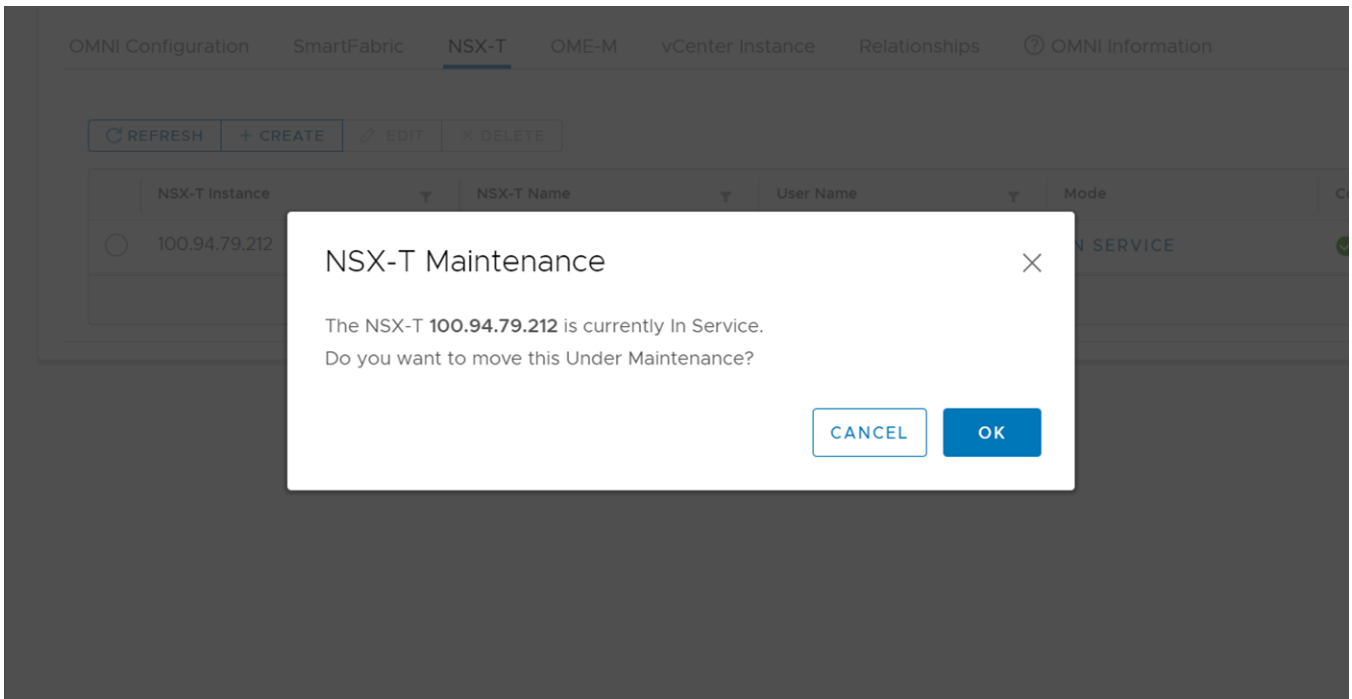 OMNI Configuration SmartFabric NSX-T OME-M vCenter Instance Relationships OMNI Information
REFRESH + CREATE EDIT × DELETE
NSX-T Instance NSX-T Name User Name Mode
100.94.79.212 SERVICE
NSX-T Maintenance
The NSX-T 100.94.79.212 is currently In Service.
Do you want to move this Under Maintenance?
CANCEL OK